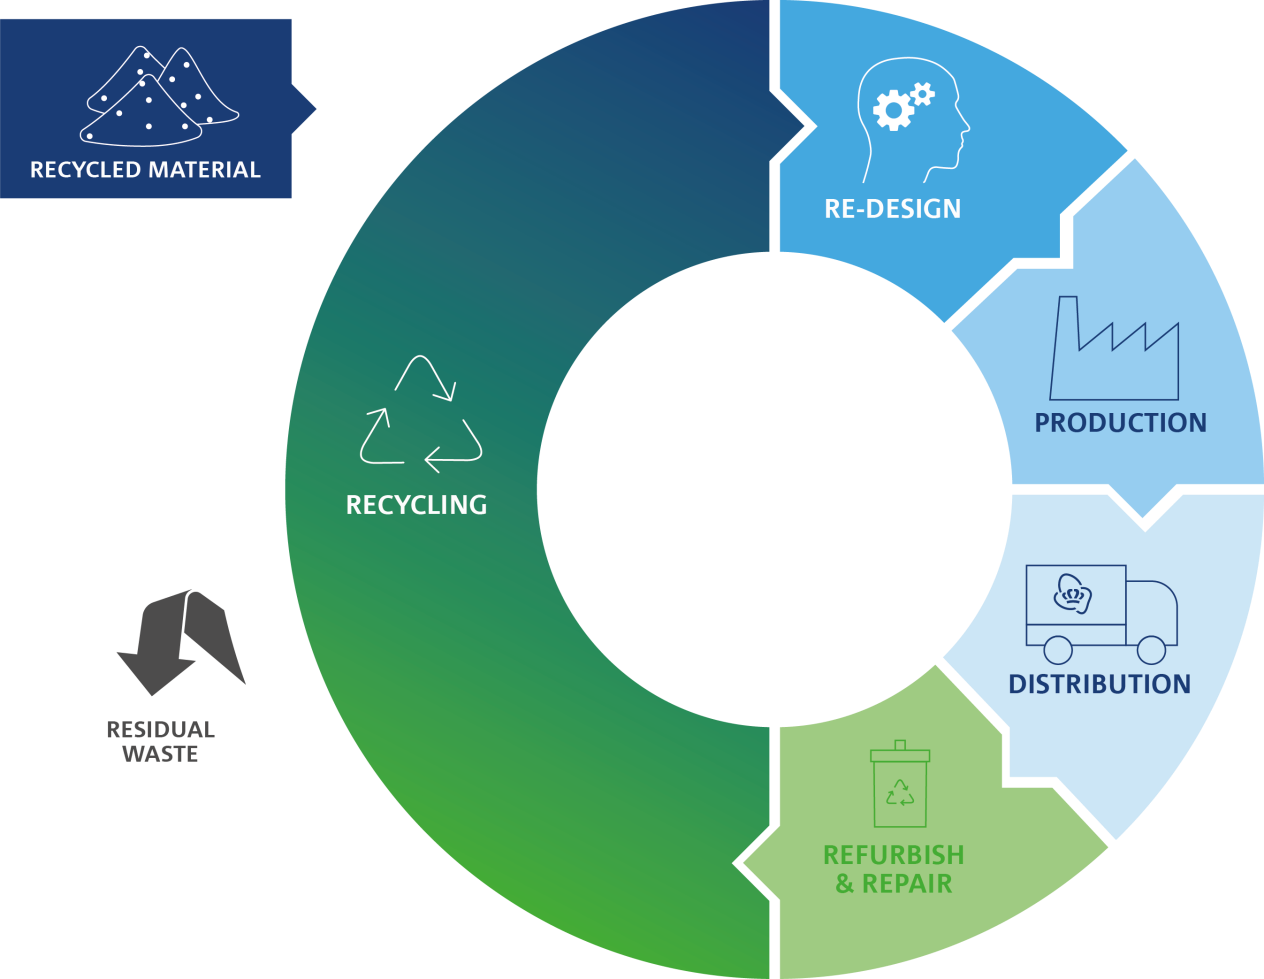 RECYCLED MATERIAL
RE-DESIGN
PRODUCTION
RECYCLING
DISTRIBUTION
RESIDUAL
WASTE
REFURBISH
& REPAIR